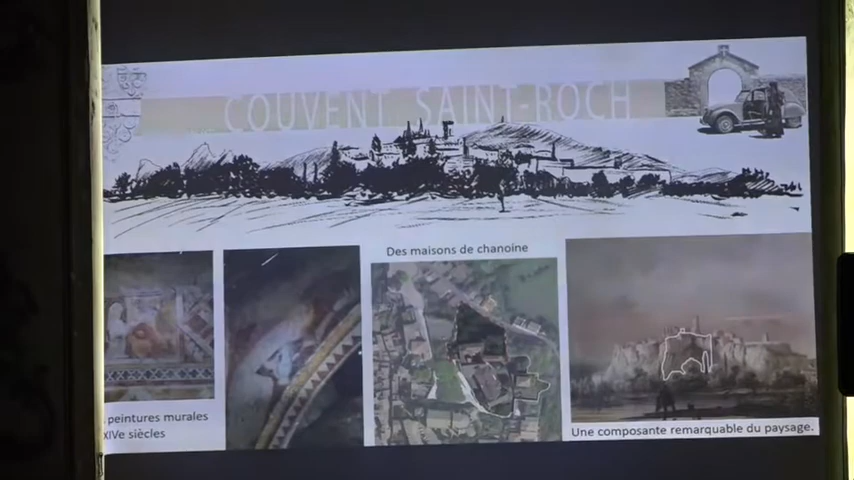 COUVENT SAINT-ROCH
Des maisons de chanoine
peintures murales
XIVe siècles
Une composante remarquable du paysage.